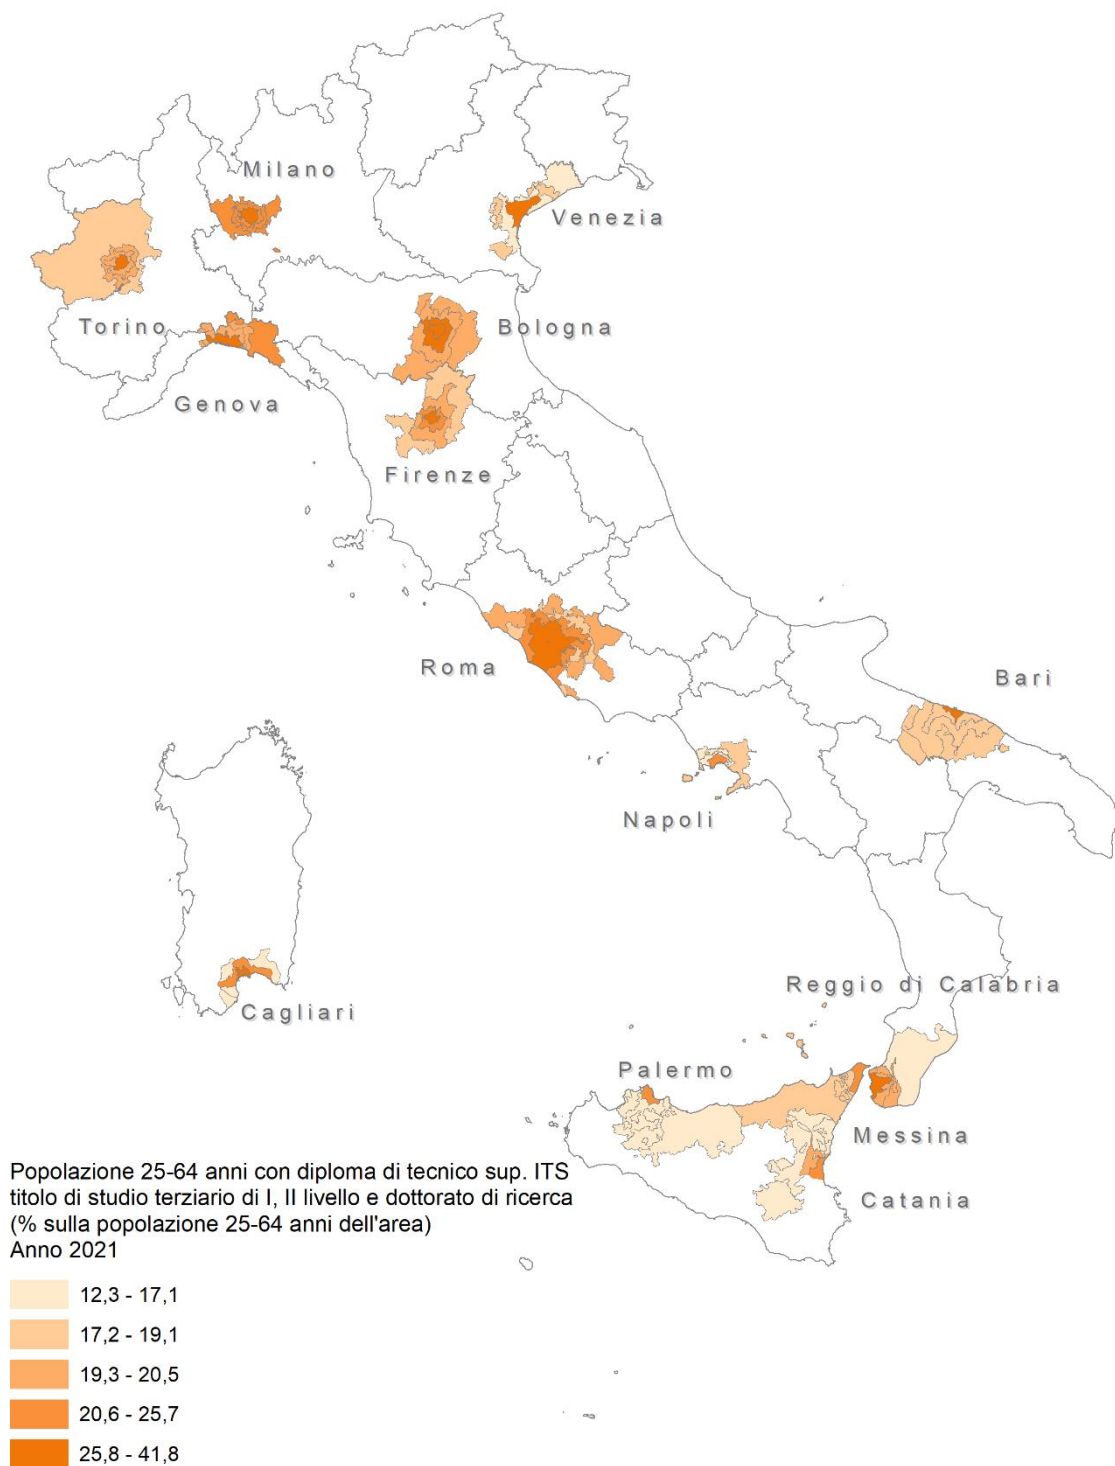 Milano
Venezia
Torino
Bologna
Genova
Firenze
Roma
Bari
Napoli
Reggio di Calabria
Cagliari
Palermo
Messina
Catania
Popolazione 25-64 anni con diploma di tecnico sup. ITS
titolo di studio terziario di I, II livello e dottorato di ricerca
(% sulla popolazione 25-64 anni dell'area)
Anno 2021
12,3 - 17,1
17,2 - 19,1
19,3 - 20,5
20,6 - 25,7
25,8 - 41,8